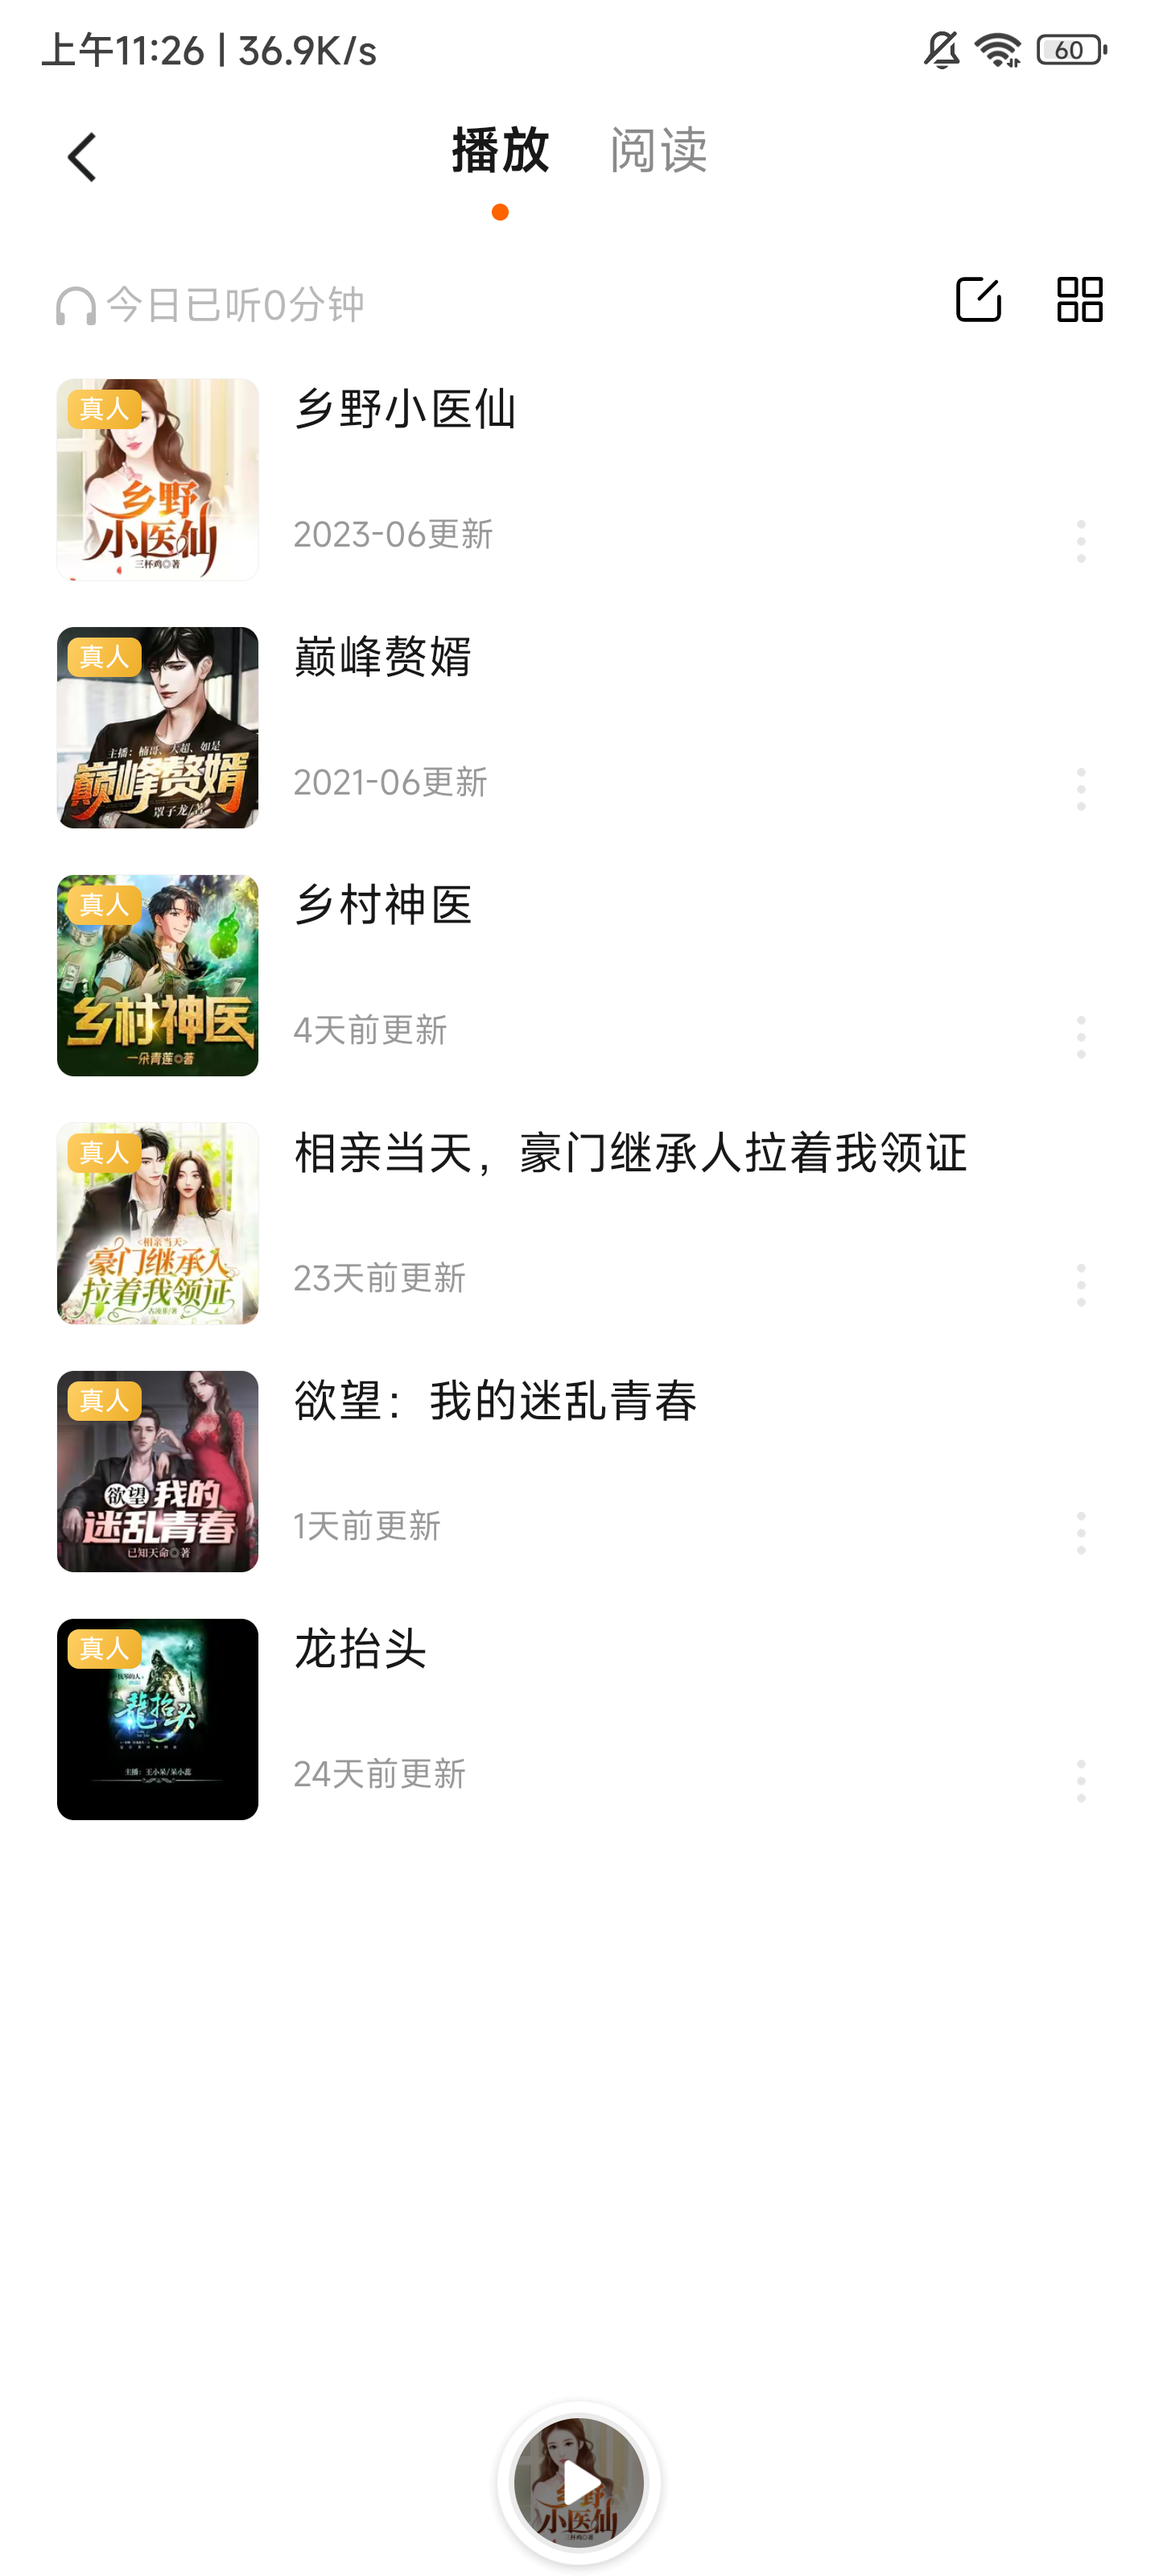 上午11:26 | 36.9K/s
60
播放 阅读
今日已听0分钟
真人
乡野
小医仙
三杯鸡◎著
乡野小医仙
2023-06更新
真人
主播：楠哥、大超、如是
巅峰赘婿
罩子龙/著
巅峰赘婿
2021-06更新
真人
乡村神医
一朵青莲◎著
乡村神医
4天前更新
真人
<相亲当天>
豪门继承人
拉着我领证
相亲当天，豪门继承人拉着我领证
23天前更新
真人
欲望 我的
迷乱青春
已知天命◎著
欲望：我的迷乱青春
1天前更新
真人
龍抬头
主播：王小呆/呆小蓝
龙抬头
24天前更新
乡野
小医仙
三杯鸡◎著